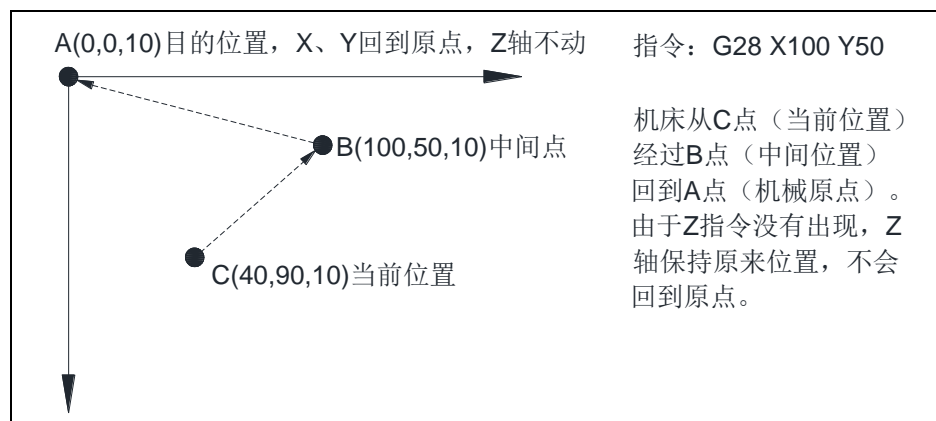 A(0,0,10)目的位置，X、Y回到原点，Z轴不动
B(100,50,10)中间点
C(40,90,10)当前位置
指令：G28 X100 Y50
机床从C点（当前位置）
经过B点（中间位置）
回到A点（机械原点）。
由于Z指令没有出现，Z
轴保持原来位置，不会
回到原点。